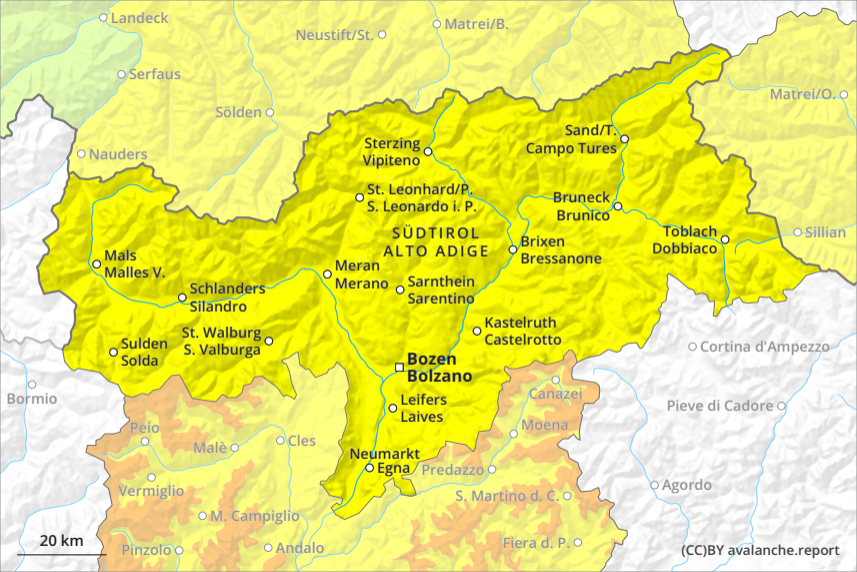 Landeck
Matrei/B.
Neustift/St.
Serfaus
Matrei/O.
Sölden
Sand/T.
Campo Tures
Sterzing
Vipiteno
Nauders
St. Leonhard/P.
S. Leonardo i. P.
Bruneck
Brunico
SÜDTIROL
ALTO ADIGE
Toblach
Dobbiaco
Sillian
Brixen
Bressanone
Mals
Malles V.
Meran
Merano
Sarnthein
Sarentino
Schlanders
Silandro
Kastelruth
Castelrotto
St. Walburg
S. Valburga
Sulden
Solda
Cortina d'Ampezzo
Bozen
Bolzano
Bormio
Canazei
Leifers
Laives
Pieve di Cadore
Peio
Moena
Cles
Malè
Neumarkt
Egna
Predazzo
Vermiglio
Agordo
S. Martino d. C.
M. Campiglio
20 km
Pinzolo
Andalo
Fiera d. P.
(CC)BY avalanche.report